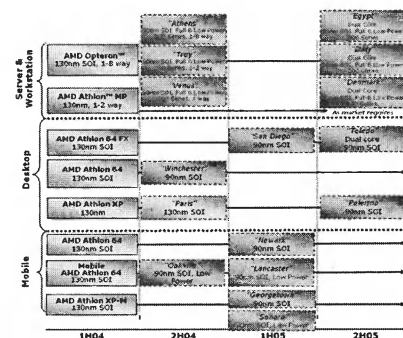 "Athens"
"Egypt"
Dual Core
AMD Opteron™
130nm SOI, 1-8 way
"Troy"
"Venus"
Denmark
Dual Core
AMD Athlon™ MP
130nm, 1-2 way
As market requires
Server & Workstation
AMD Athlon 64 FX
130nm SOI
"San Diego"
90nm SOI
Toledo
Dual core
90nm SOI
AMD Athlon 64
130nm SOI
"Winchester"
90nm SOI
Desktop
AMD Athlon XP
130nm
"Paris"
130nm SOI
"Palermo"
90nm SOI
AMD Athlon 64
130nm SOI
"Newark"
90nm SOI
Mobile
AMD Athlon 64
130nm SOI
"Oakville"
90nm SOI, Low Power
"Lancaster"
90nm SOI, Low Power
Mobile
AMD Athlon XP-M
130nm SOI
Georgetown
90nm SOI
Sonora
90nm SOI, Low Power
1H04
2H04
1H05
2H05